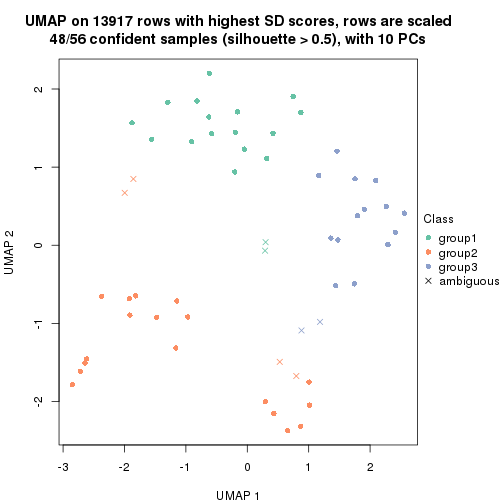 UMAP on 13917 rows with highest SD scores, rows are scaled
48/56 confident samples (silhouette > 0.5), with 10 PCs
2
1
0
-1
-2
UMAP 2
-3
-2
-1
0
1
2
UMAP 1
Class
group1
group2
group3
ambiguous